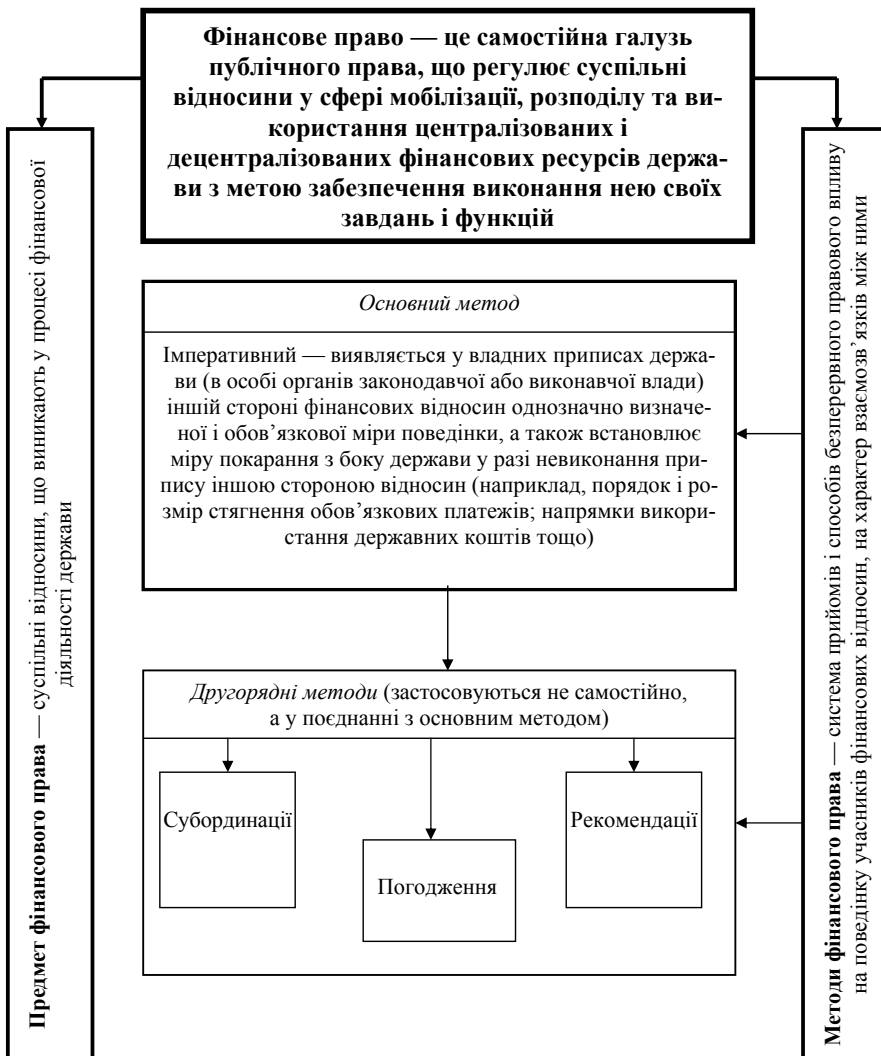 Фінансове право — це самостійна галузь
публічного права, що регулює суспільні
відносини у сфері мобілізації, розподілу та ви-
користання централізованих і
децентралізованих фінансових ресурсів держа-
ви з метою забезпечення виконання нею своїх
завдань і функцій
Предмет фінансового права — суспільні відносини, що виникають у процесі фінансової
діяльності держави
Основний метод
Імперативний — виявляється у владних приписах держа-
ви (в особі органів законодавчої або виконавчої влади)
іншій стороні фінансових відносин однозначно визначе-
ної і обов’язкової міри поведінки, а також встановлює
міру покарання з боку держави у разі невиконання при-
пису іншою стороною відносин (наприклад, порядок і ро-
змір стягнення обов’язкових платежів; напрямки викори-
стання державних коштів тощо)
Другорядні методи (застосовуються не самостійно,
а у поєднанні з основним методом)
Субординації
Погодження
Рекомендації
Методи фінансового права — система прийомів і способів безперервного правового впливу
на поведінку учасників фінансових відносин, на характер взаємозв’язків між ними